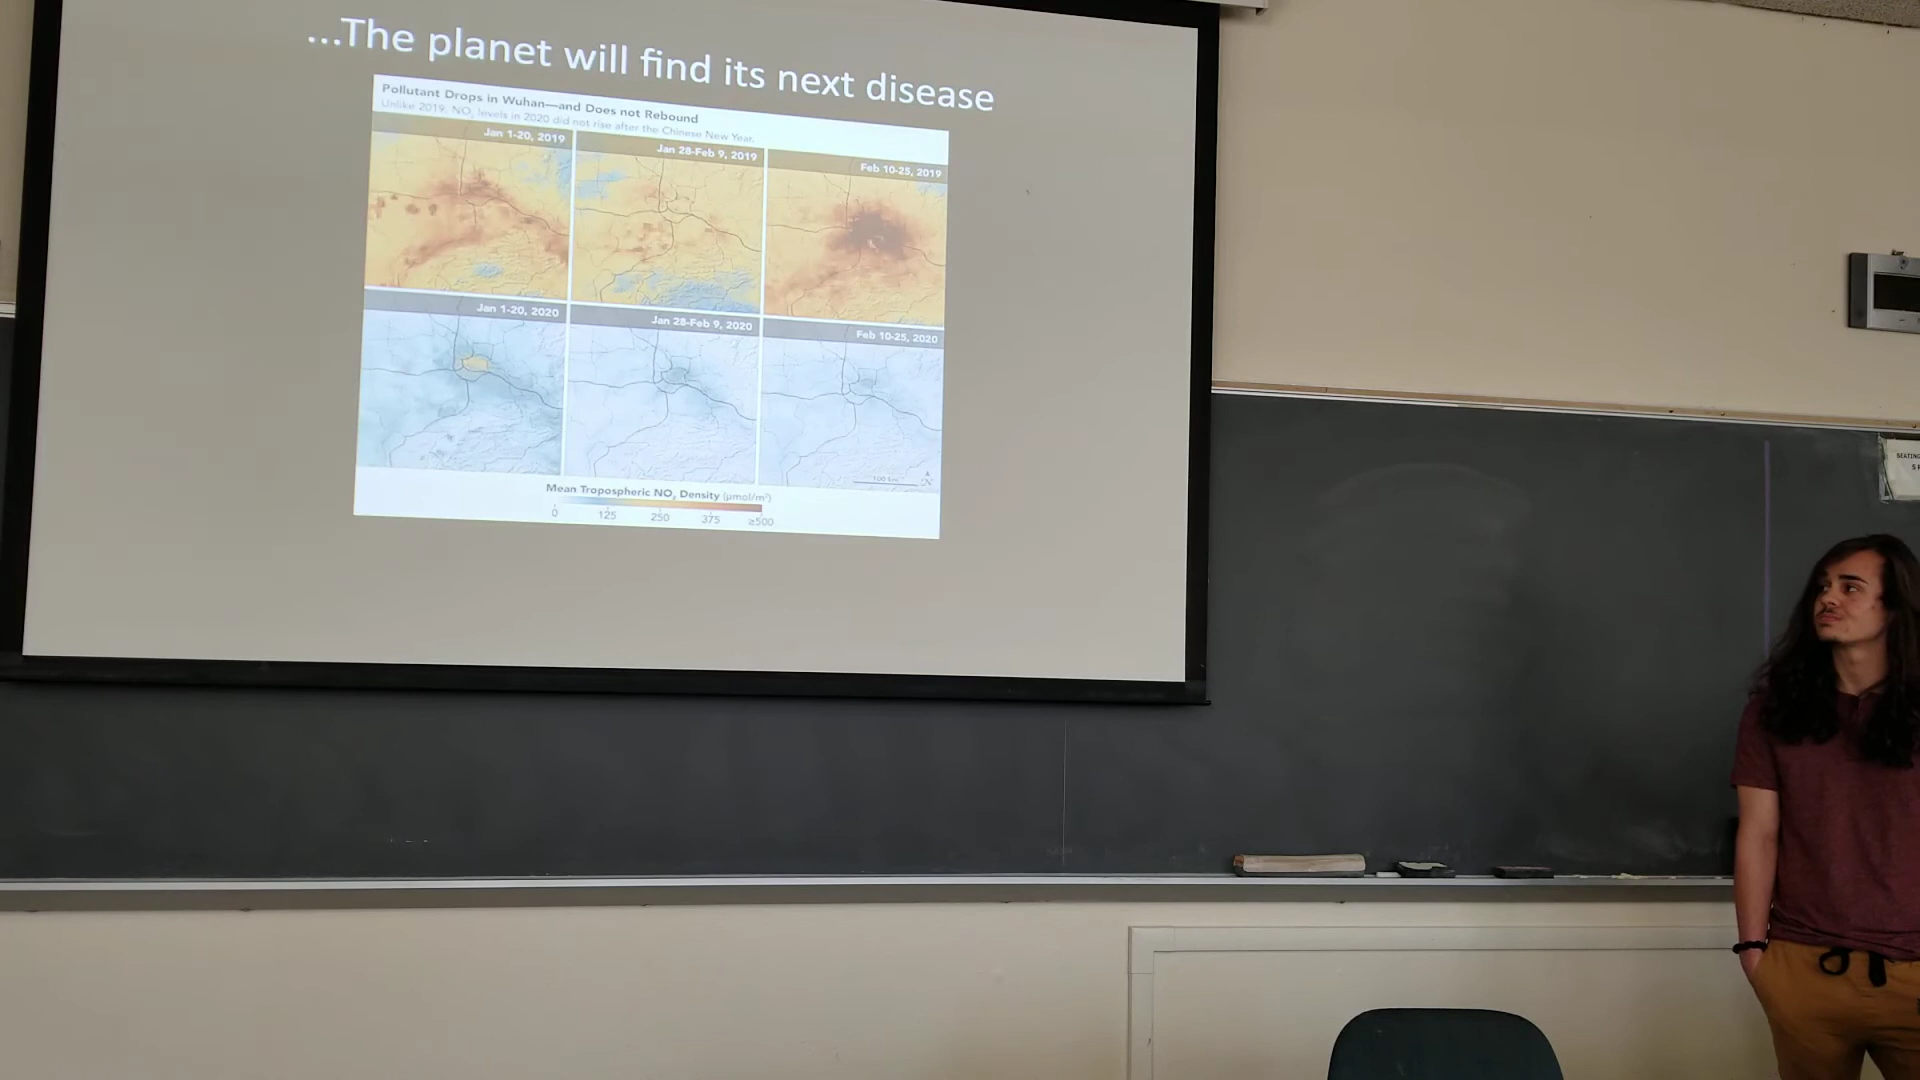 ...The planet will find its next disease
Pollutant Drops in Wuhan—and Does not Rebound
Unlike 2019, NO₂ levels in 2020 did not rise after the Chinese New Year.
Jan 1-20, 2019
Jan 28-Feb 9, 2019
Feb 10-25, 2019
Jan 1-20, 2020
Jan 28-Feb 9, 2020
Feb 10-25, 2020
100 km
N
Mean Tropospheric NO₂ Density (μmol/m²)
0 125 250 375 ≥500
SEATING